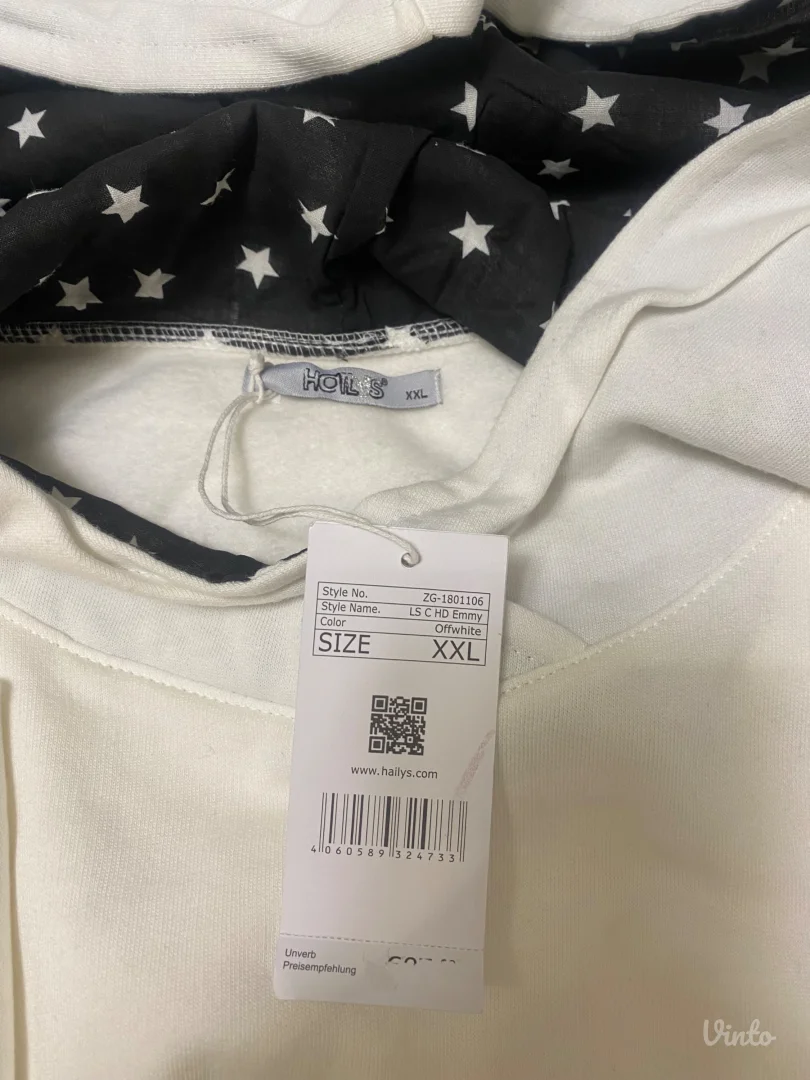 HAILYS® XXL
Style No. ZG-1801106
Style Name. LS C HD Emmy
Color Offwhite
SIZE XXL
www.hailys.com
4 060589 324733
Unverb
Preisempfehlung
Vinto